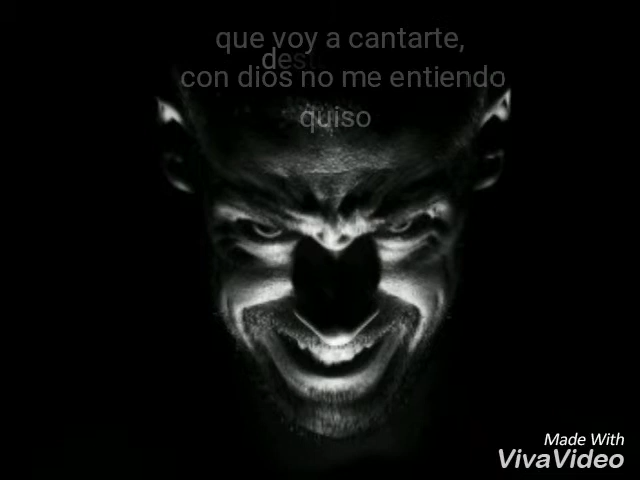 que voy a cantarte,
con dios no me entiendo
quiso
Made With
VivaVideo